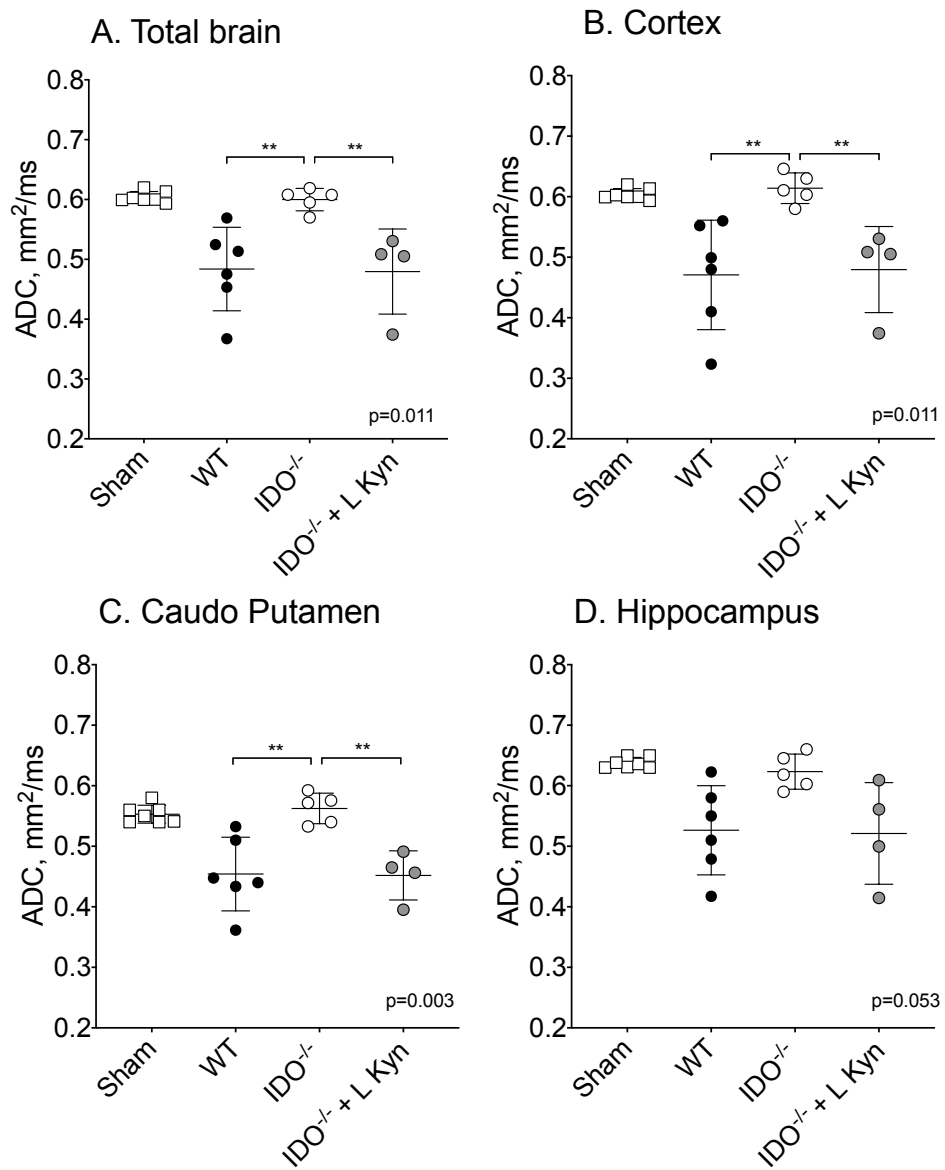 A. Total brain
ADC, mm²/ms
0.8
0.7
0.6
0.5
0.4
0.3
0.2
**
**
p=0.011
Sham
WT
IDO⁻/⁻
IDO⁻/⁻ + L Kyn
B. Cortex
ADC, mm²/ms
0.8
0.7
0.6
0.5
0.4
0.3
0.2
**
**
p=0.011
Sham
WT
IDO⁻/⁻
IDO⁻/⁻ + L Kyn
C. Caudo Putamen
ADC, mm²/ms
0.8
0.7
0.6
0.5
0.4
0.3
0.2
**
**
p=0.003
Sham
WT
IDO⁻/⁻
IDO⁻/⁻ + L Kyn
D. Hippocampus
ADC, mm²/ms
0.8
0.7
0.6
0.5
0.4
0.3
0.2
p=0.053
Sham
WT
IDO⁻/⁻
IDO⁻/⁻ + L Kyn